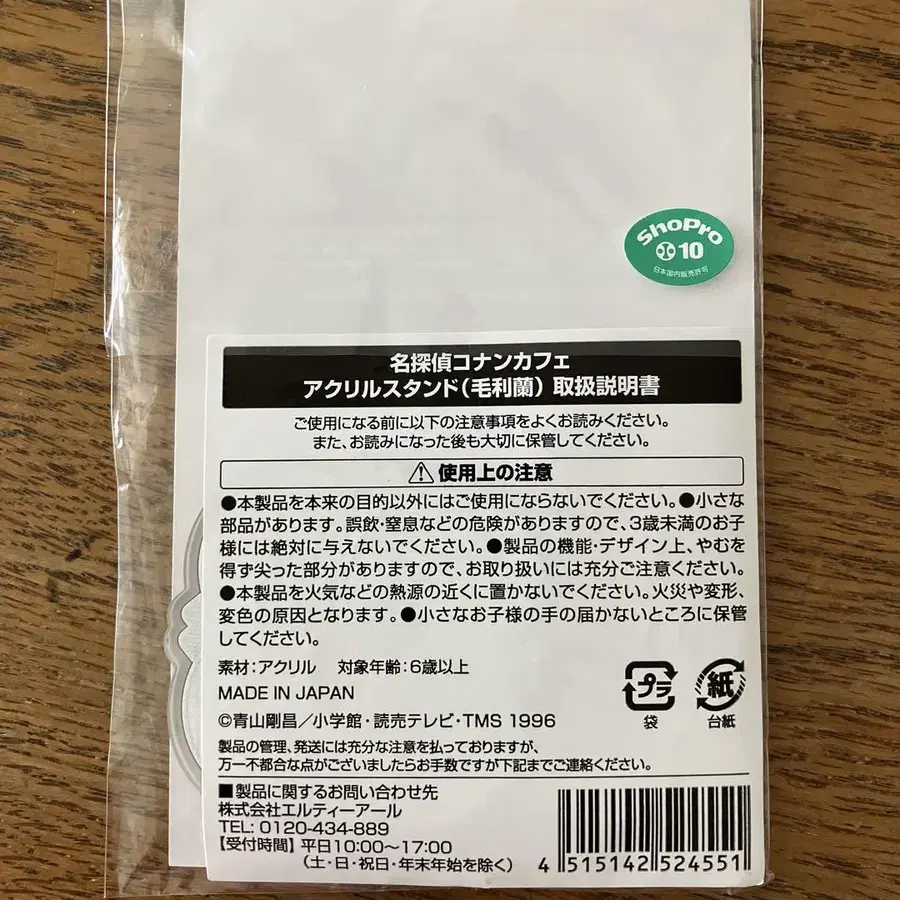 ShoPro
10
日本国内販売許可
名探偵コナンカフェ
アクリルスタンド(毛利蘭) 取扱説明書
ご使用になる前に以下の注意事項をよくお読みください。
また、お読みになった後も大切に保管してください。
使用上の注意
●本製品を本来の目的以外にはご使用にならないでください。●小さな
部品があります。誤飲・窒息などの危険がありますので、3歳未満のお子
様には絶対に与えないでください。●製品の機能・デザイン上、やむを
得ず尖った部分がありますので、お取り扱いには充分ご注意ください。
●本製品を火気などの熱源の近くに置かないでください。火災や変形、
変色の原因となります。●小さなお子様の手の届かないところに保管
してください。
素材:アクリル 対象年齢:6歳以上
MADE IN JAPAN
©青山剛昌/小学館・読売テレビ・TMS 1996
プラ
袋
紙
台紙
製品の管理、発送には充分な注意を払っておりますが、
万一不都合な点がございましたらお手数ですが下記までご連絡ください。
■製品に関するお問い合わせ先
株式会社エルティーアール
TEL: 0120-434-889
【受付時間】平日10:00～17:00
(土・日・祝日・年末年始を除く)
4 515142 524551